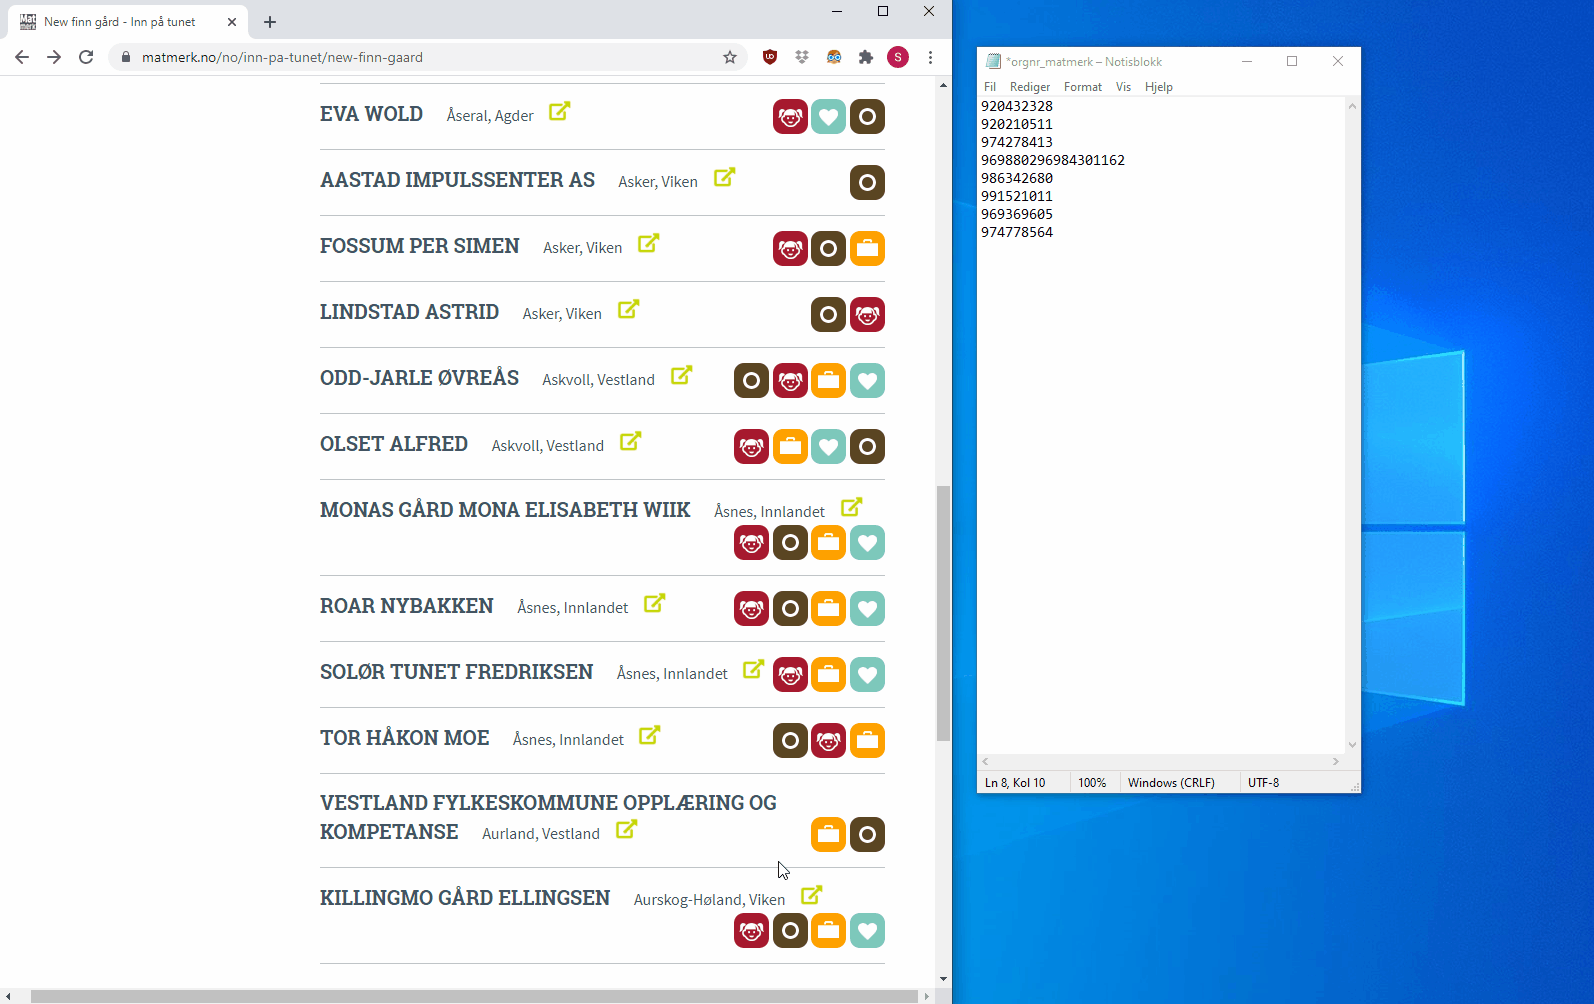 New finn gård - Inn på tunet
matmerk.no/no/inn-pa-tunet/new-finn-gaard
S
EVA WOLD Åseral, Agder
AASTAD IMPULSSENTER AS Asker, Viken
FOSSUM PER SIMEN Asker, Viken
LINDSTAD ASTRID Asker, Viken
ODD-JARLE ØVREÅS Askvoll, Vestland
OLSET ALFRED Askvoll, Vestland
MONAS GÅRD MONA ELISABETH WIIK Åsnes, Innlandet
ROAR NYBAKKEN Åsnes, Innlandet
SOLØR TUNET FREDRIKSEN Åsnes, Innlandet
TOR HÅKON MOE Åsnes, Innlandet
VESTLAND FYLKESKOMMUNE OPPLÆRING OG
KOMPETANSE Aurland, Vestland
KILLINGMO GÅRD ELLINGSEN Aurskog-Høland, Viken
*orgnr_matmerk – Notisblokk
Fil Rediger Format Vis Hjelp
920432328
920210511
974278413
969880296984301162
986342680
991521011
969369605
974778564
Ln 8, Kol 10 100% Windows (CRLF) UTF-8